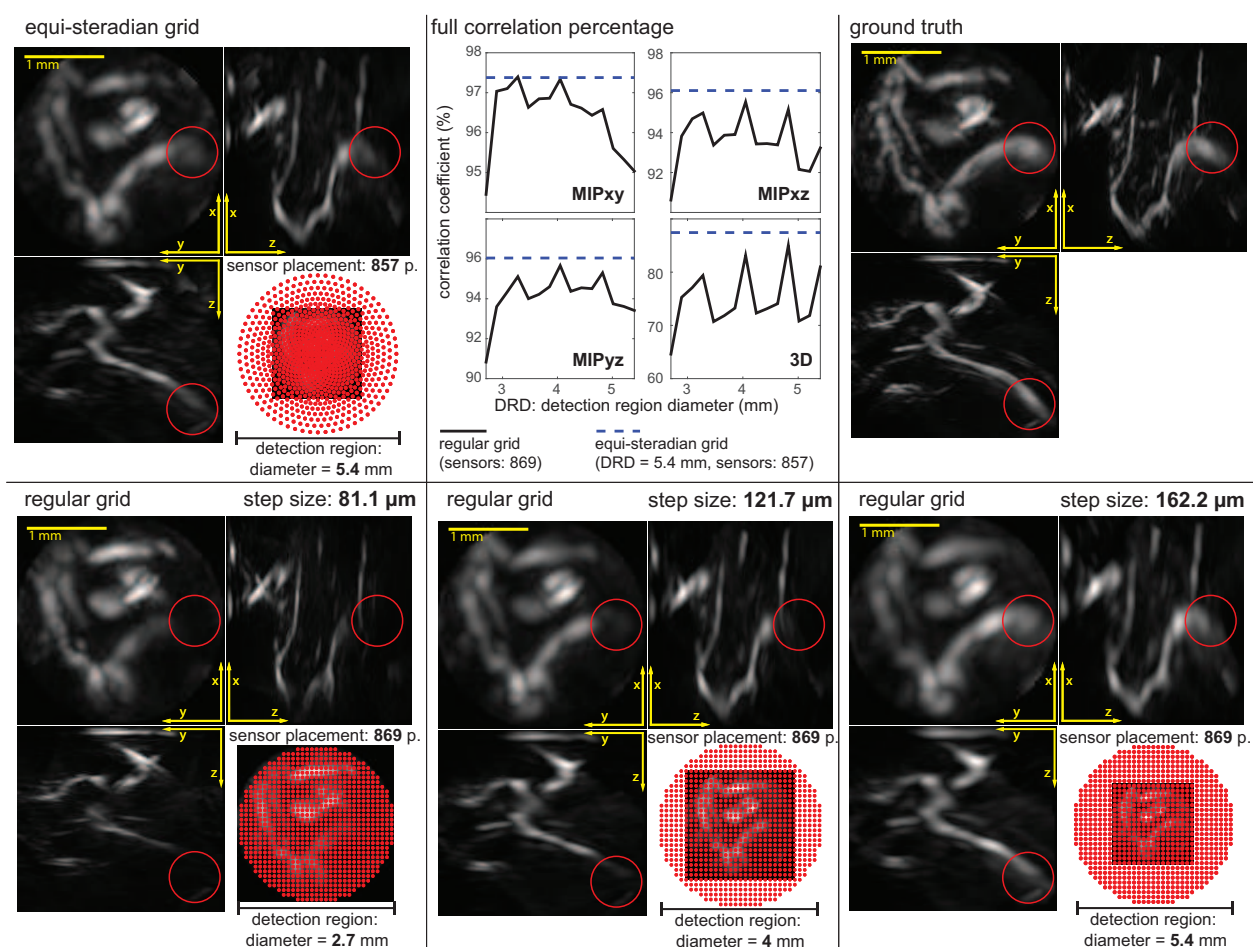 equi-steradian grid
1 mm
x
x
y
z
y
z
sensor placement: 857 p.
detection region:
diameter = 5.4 mm
full correlation percentage
correlation coefficient (%)
98
97
96
95
MIPxy
98
96
94
92
MIPxz
96
94
92
90
3
4
5
MIPyz
80
70
60
3
4
5
3D
DRD: detection region diameter (mm)
regular grid
(sensors: 869)
equi-steradian grid
(DRD = 5.4 mm, sensors: 857)
ground truth
1 mm
x
x
y
z
y
z
regular grid
step size: 81.1 µm
1 mm
x
x
y
z
y
z
sensor placement: 869 p.
detection region:
diameter = 2.7 mm
regular grid
step size: 121.7 µm
1 mm
x
x
y
z
y
z
sensor placement: 869 p.
detection region:
diameter = 4 mm
regular grid
step size: 162.2 µm
1 mm
x
x
y
z
y
z
sensor placement: 869 p.
detection region:
diameter = 5.4 mm